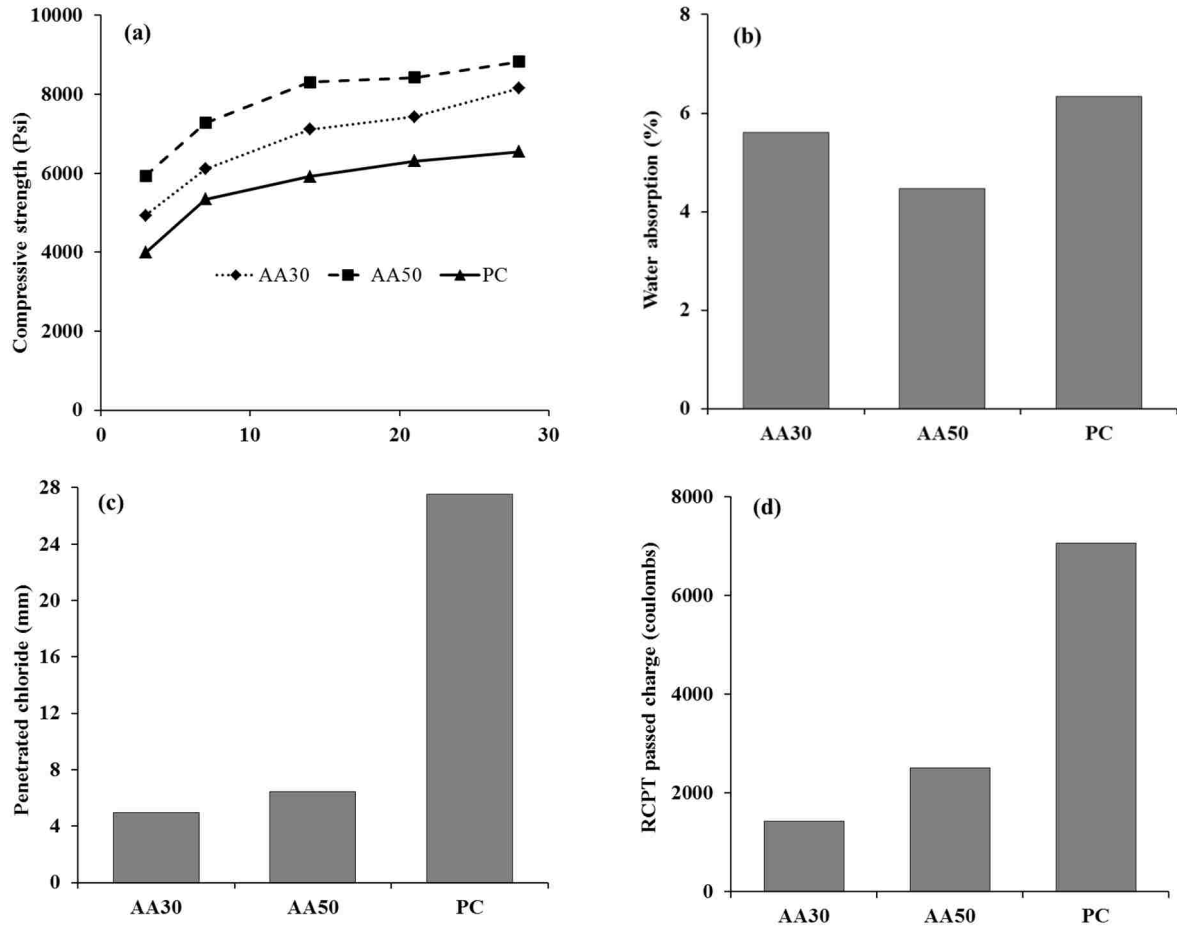 (a)
Compressive strength (Psi)
10000
8000
6000
4000
2000
0
0
10
20
30
AA30
AA50
PC
(b)
Water absorption (%)
8
6
4
2
0
AA30
AA50
PC
(c)
Penetrated chloride (mm)
28
24
20
16
12
8
4
0
AA30
AA50
PC
(d)
RCPT passed charge (coulombs)
8000
6000
4000
2000
0
AA30
AA50
PC